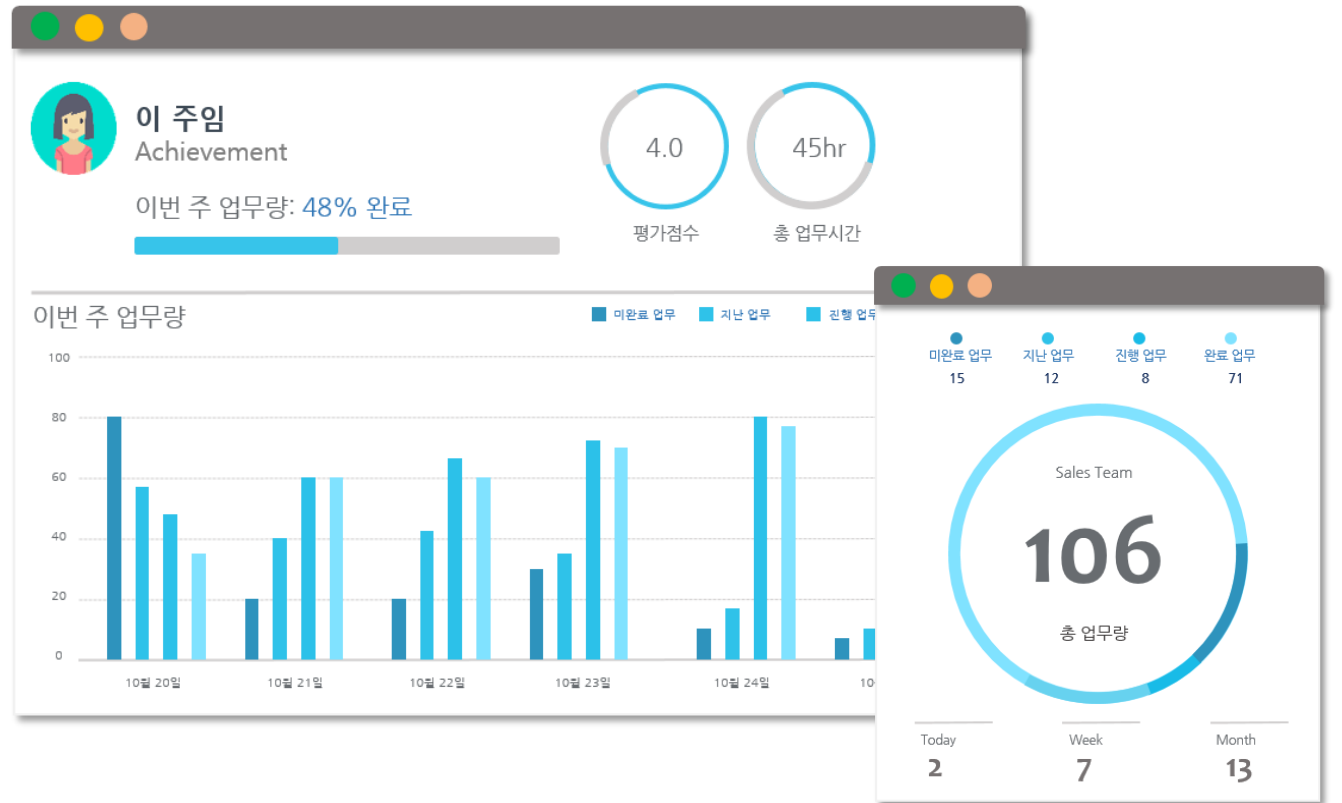 이 주임
Achievement
이번 주 업무량: 48% 완료
4.0
평가점수
45hr
총 업무시간
이번 주 업무량
미완료 업무 지난 업무 진행 업무
100
80
60
40
20
0
10월 20일 10월 21일 10월 22일 10월 23일 10월 24일 10
미완료 업무 지난 업무 진행 업무 완료 업무
15 12 8 71
Sales Team
106
총 업무량
Today Week Month
2 7 13